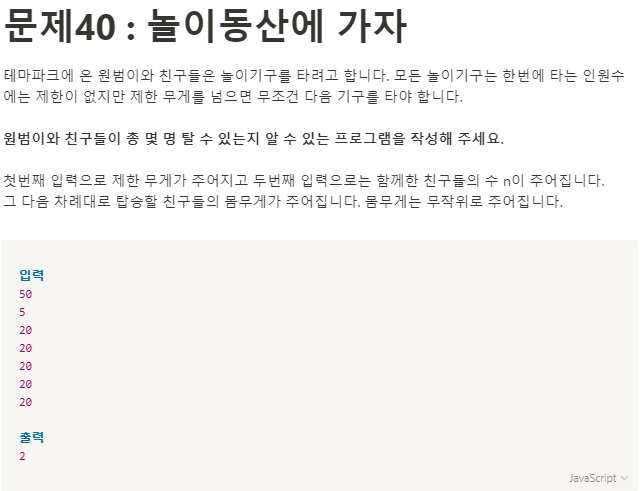 문제40 : 놀이동산에 가자
테마파크에 온 원범이와 친구들은 놀이기구를 타려고 합니다. 모든 놀이기구는 한번에 타는 인원수
에는 제한이 없지만 제한 무게를 넘으면 무조건 다음 기구를 타야 합니다.
원범이와 친구들이 총 몇 명 탈 수 있는지 알 수 있는 프로그램을 작성해 주세요.
첫번째 입력으로 제한 무게가 주어지고 두번째 입력으로는 함께한 친구들의 수 n이 주어집니다.
그 다음 차례대로 탑승할 친구들의 몸무게가 주어집니다. 몸무게는 무작위로 주어집니다.
입력
50
5
20
20
20
20
20
출력
2
JavaScript